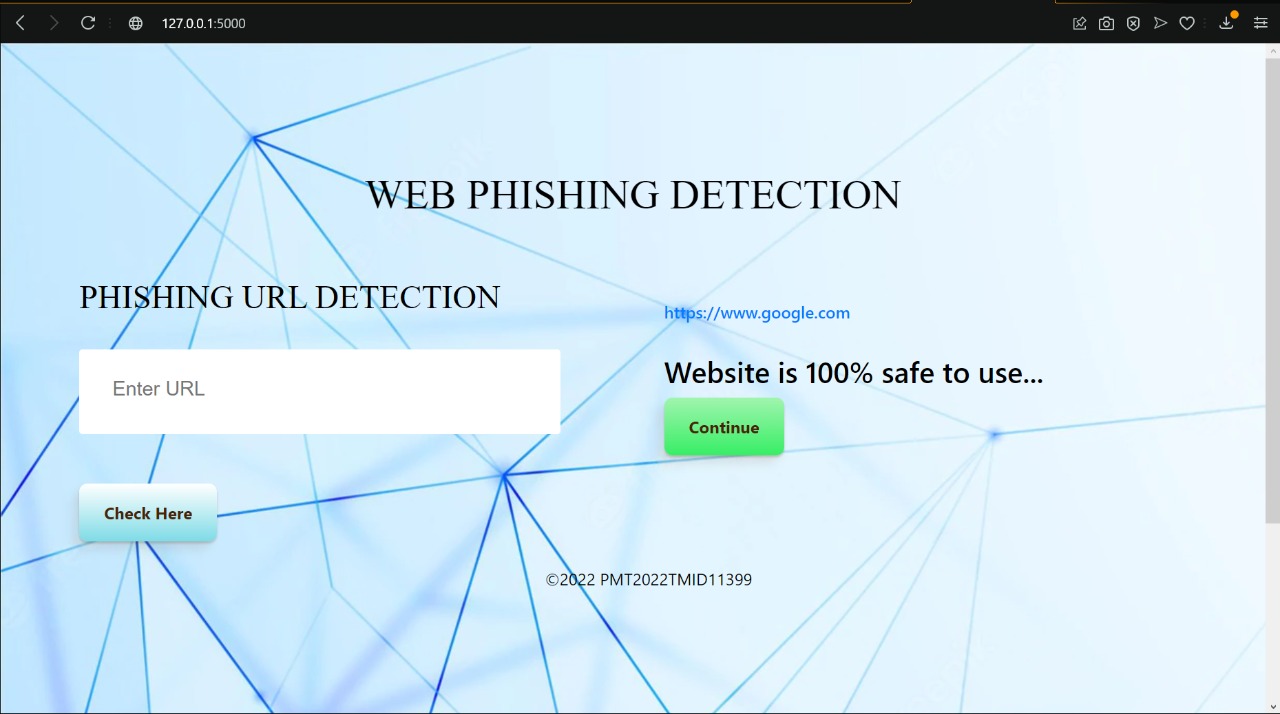 127.0.0.1:5000
WEB PHISHING DETECTION
PHISHING URL DETECTION
Enter URL
Check Here
https://www.google.com
Website is 100% safe to use...
Continue
©2022 PMT2022TMID11399